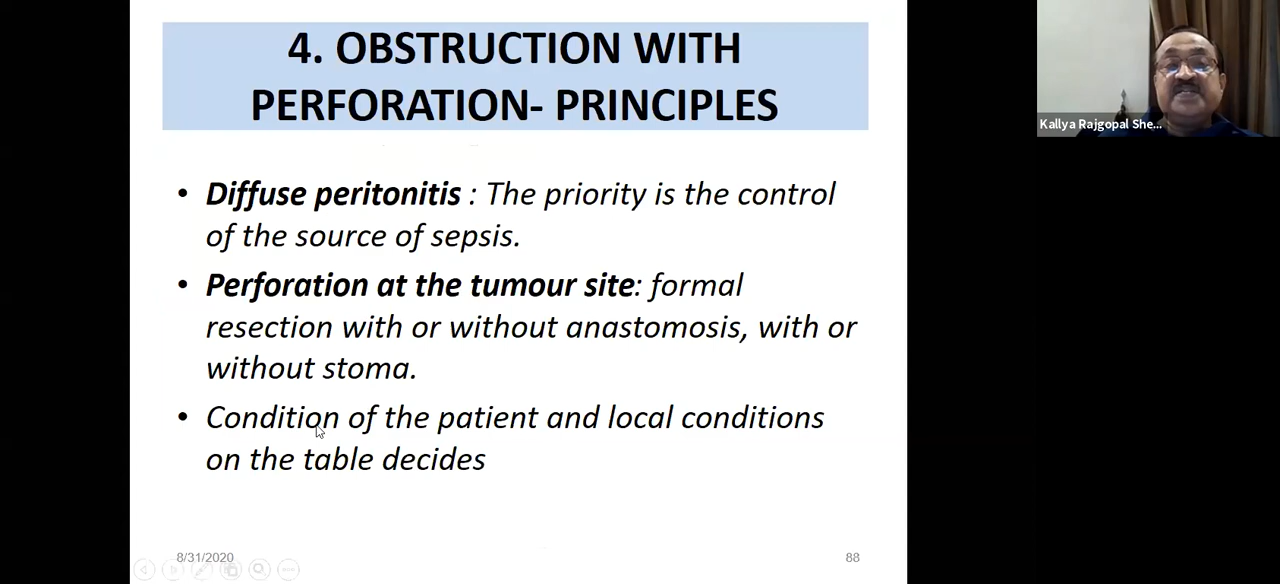 4. OBSTRUCTION WITH
PERFORATION- PRINCIPLES
• Diffuse peritonitis : The priority is the control
of the source of sepsis.
• Perforation at the tumour site: formal
resection with or without anastomosis, with or
without stoma.
• Condition of the patient and local conditions
on the table decides
8/31/2020
88
Kallya Rajgopal She...